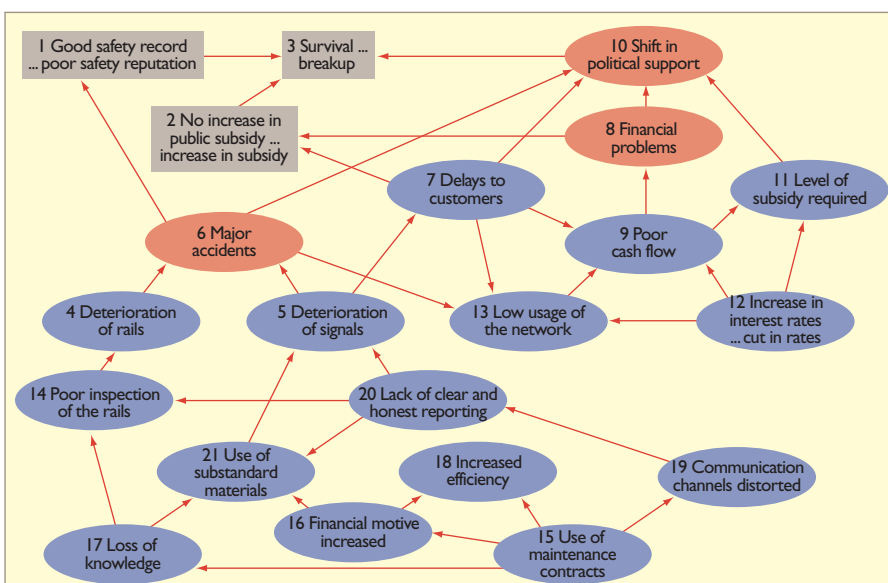 1 Good safety record
... poor safety reputation
3 Survival ...
breakup
10 Shift in
political support
2 No increase in
public subsidy ...
increase in subsidy
8 Financial
problems
7 Delays to
customers
11 Level of
subsidy required
6 Major
accidents
9 Poor
cash flow
4 Deterioration
of rails
5 Deterioration
of signals
13 Low usage
of the network
12 Increase in
interest rates
... cut in rates
14 Poor inspection
of the rails
20 Lack of clear and
honest reporting
21 Use of
substandard
materials
18 Increased
efficiency
19 Communication
channels distorted
16 Financial motive
increased
15 Use of
maintenance
contracts
17 Loss of
knowledge